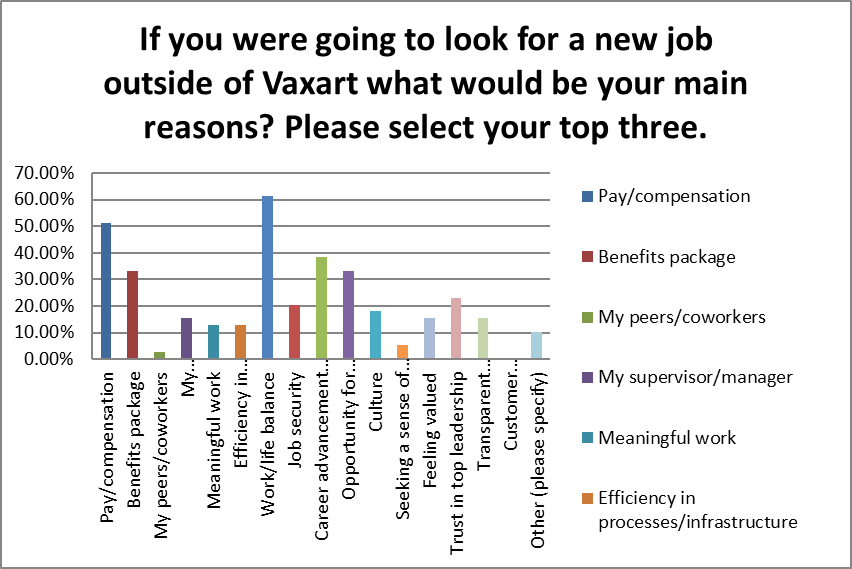 If you were going to look for a new job
outside of Vaxart what would be your main
reasons? Please select your top three.
70.00%
60.00%
50.00%
40.00%
30.00%
20.00%
10.00%
0.00%
Pay/compensation
Benefits package
My peers/coworkers
My...
Meaningful work
Efficiency in...
Work/life balance
Job security
Career advancement...
Opportunity for...
Culture
Seeking a sense of...
Feeling valued
Trust in top leadership
Transparent...
Customer...
Other (please specify)
Pay/compensation
Benefits package
My peers/coworkers
My supervisor/manager
Meaningful work
Efficiency in
processes/infrastructure